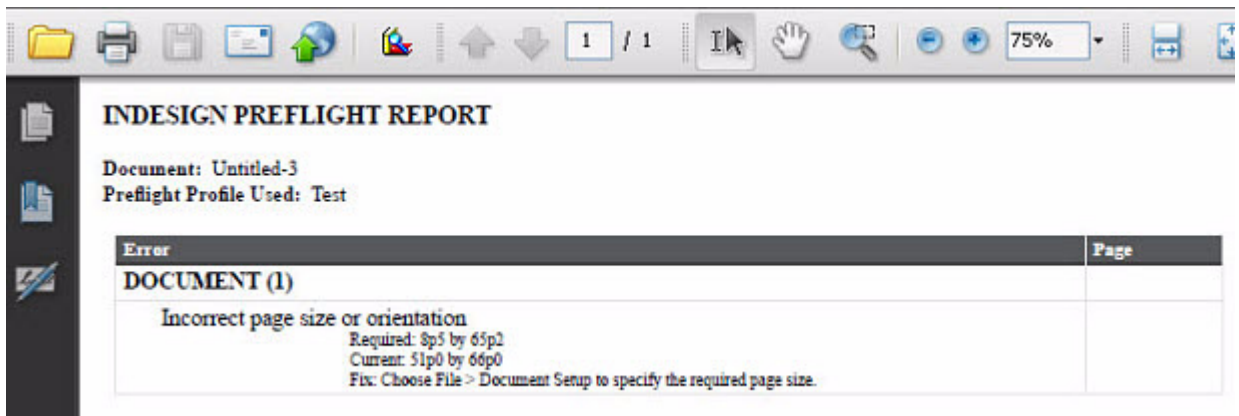 1 / 1
75%
INDESIGN PREFLIGHT REPORT
Document: Untitled-3
Preflight Profile Used: Test
Error Page
DOCUMENT (1)
Incorrect page size or orientation
Required: 8p5 by 65p2
Current: 51p0 by 66p0
Fix: Choose File > Document Setup to specify the required page size.